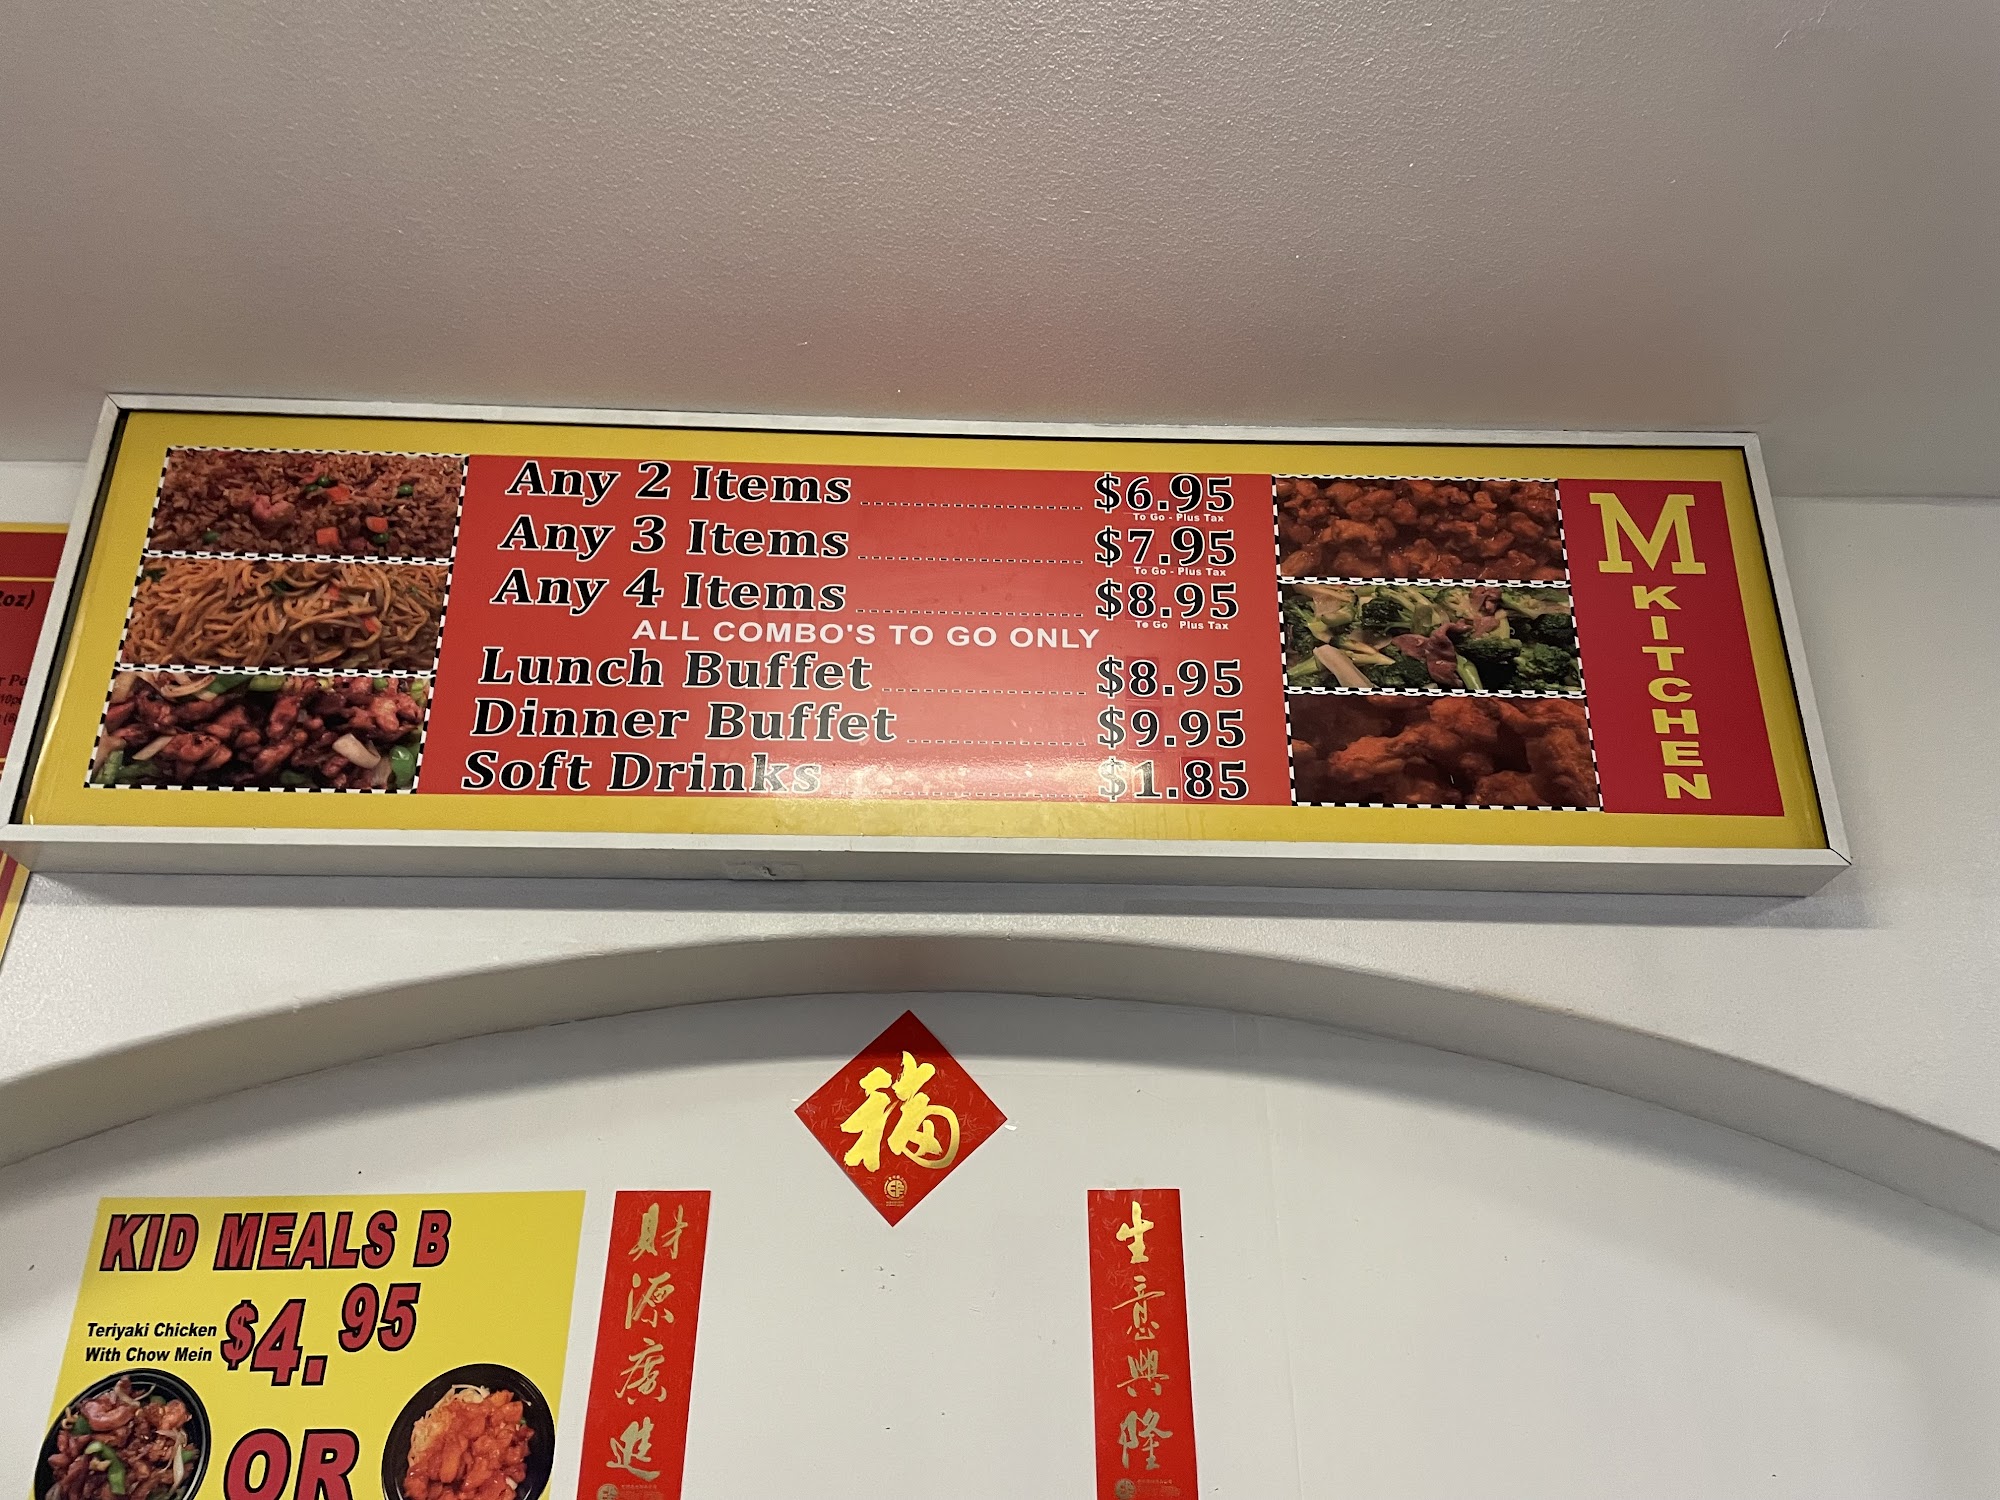 Any 2 Items $6.95
To Go - Plus Tax
Any 3 Items $7.95
To Go - Plus Tax
Any 4 Items $8.95
To Go Plus Tax
ALL COMBO'S TO GO ONLY
Lunch Buffet $8.95
Dinner Buffet $9.95
Soft Drinks $1.85
M
KITCHEN
2oz)
福
KID MEALS B
$4.95
Teriyaki Chicken
With Chow Mein
OR
財源廣進
生意興隆